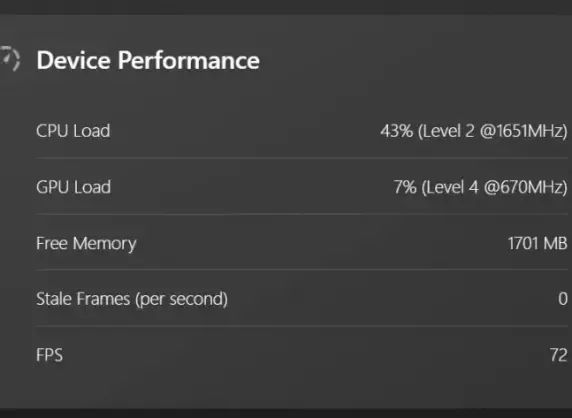 Device Performance
CPU Load 43% (Level 2 @1651MHz)
GPU Load 7% (Level 4 @670MHz)
Free Memory 1701 MB
Stale Frames (per second) 0
FPS 72